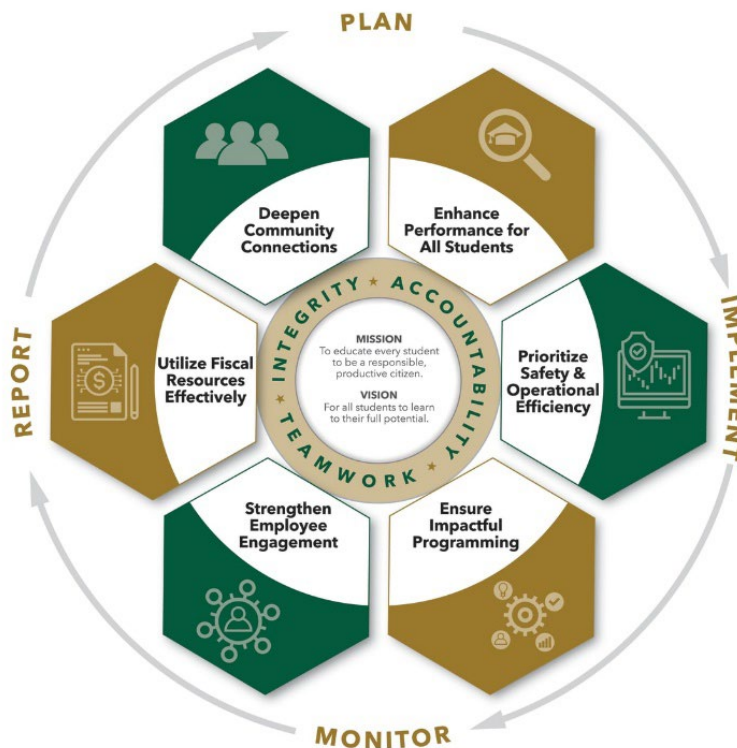 PLAN
Deepen
Community
Connections
Enhance
Performance for
All Students
REPORT
Utilize Fiscal
Resources
Effectively
INTEGRITY ★ ACCOUNTABILITY ★ TEAMWORK ★
MISSION
To educate every student
to be a responsible,
productive citizen.
VISION
For all students to learn
to their full potential.
Prioritize
Safety &
Operational
Efficiency
IMPLEMENT
Strengthen
Employee
Engagement
Ensure
Impactful
Programming
MONITOR